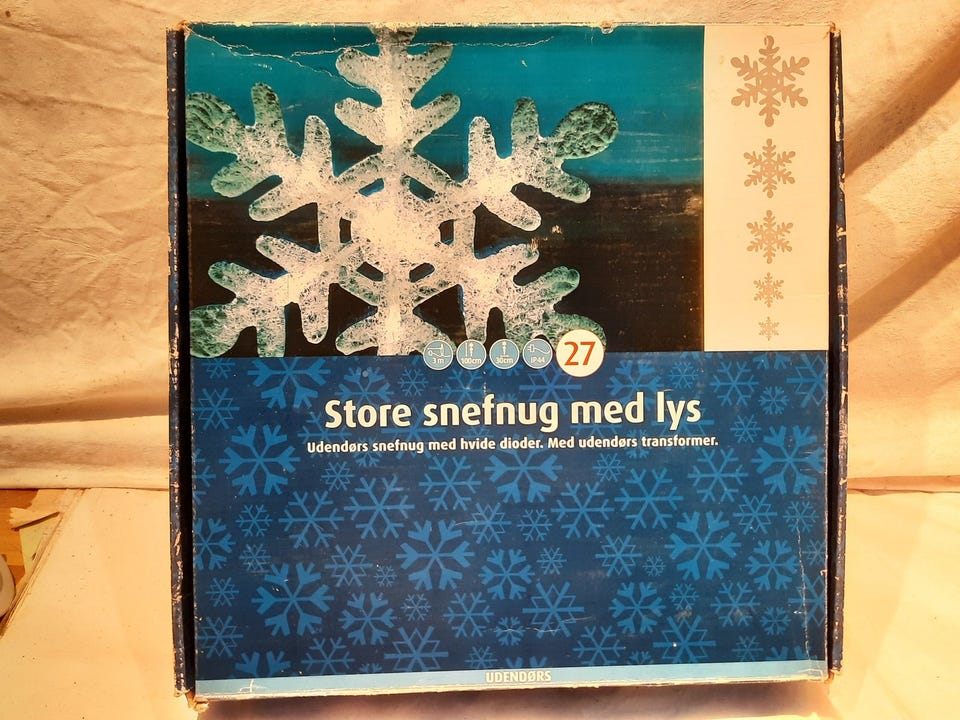 3 m
100cm
30cm
IP44
27
Store snefnug med lys
Udendørs snefnug med hvide dioder. Med udendørs transformer.
UDENDØRS